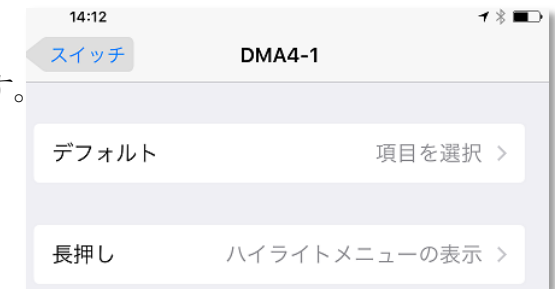 14:12
スイッチ
DMA4-1
す。
デフォルト
項目を選択
長押し
ハイライトメニューの表示